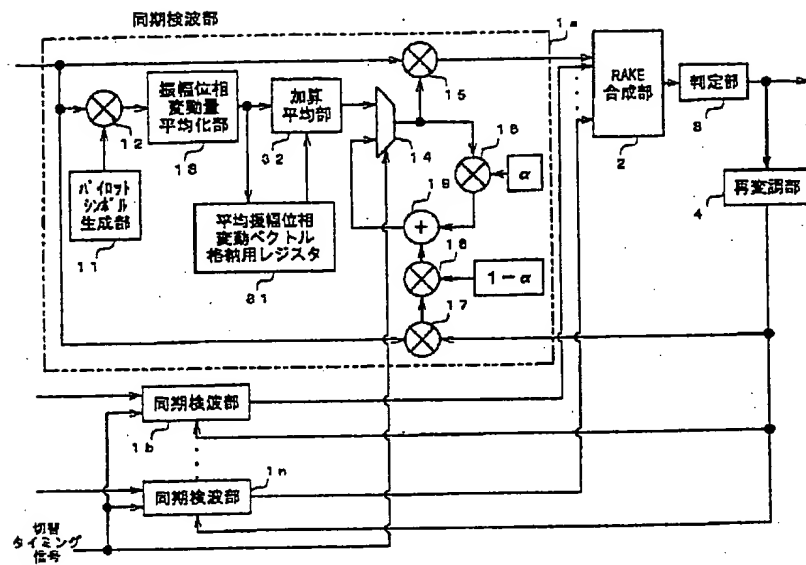 同期検波部
1a
15
振幅位相
変動量
平均化部
加算
平均部
12
18
32
14
16
α
パイロット
シンボル
生成部
11
平均振幅位相
変動ベクトル
格納用レジスタ
31
19
+
18
1−α
17
RAKE
合成部
2
判定部
3
再変調部
4
同期検波部
1b
同期検波部
1n
切替
タイミング
信号